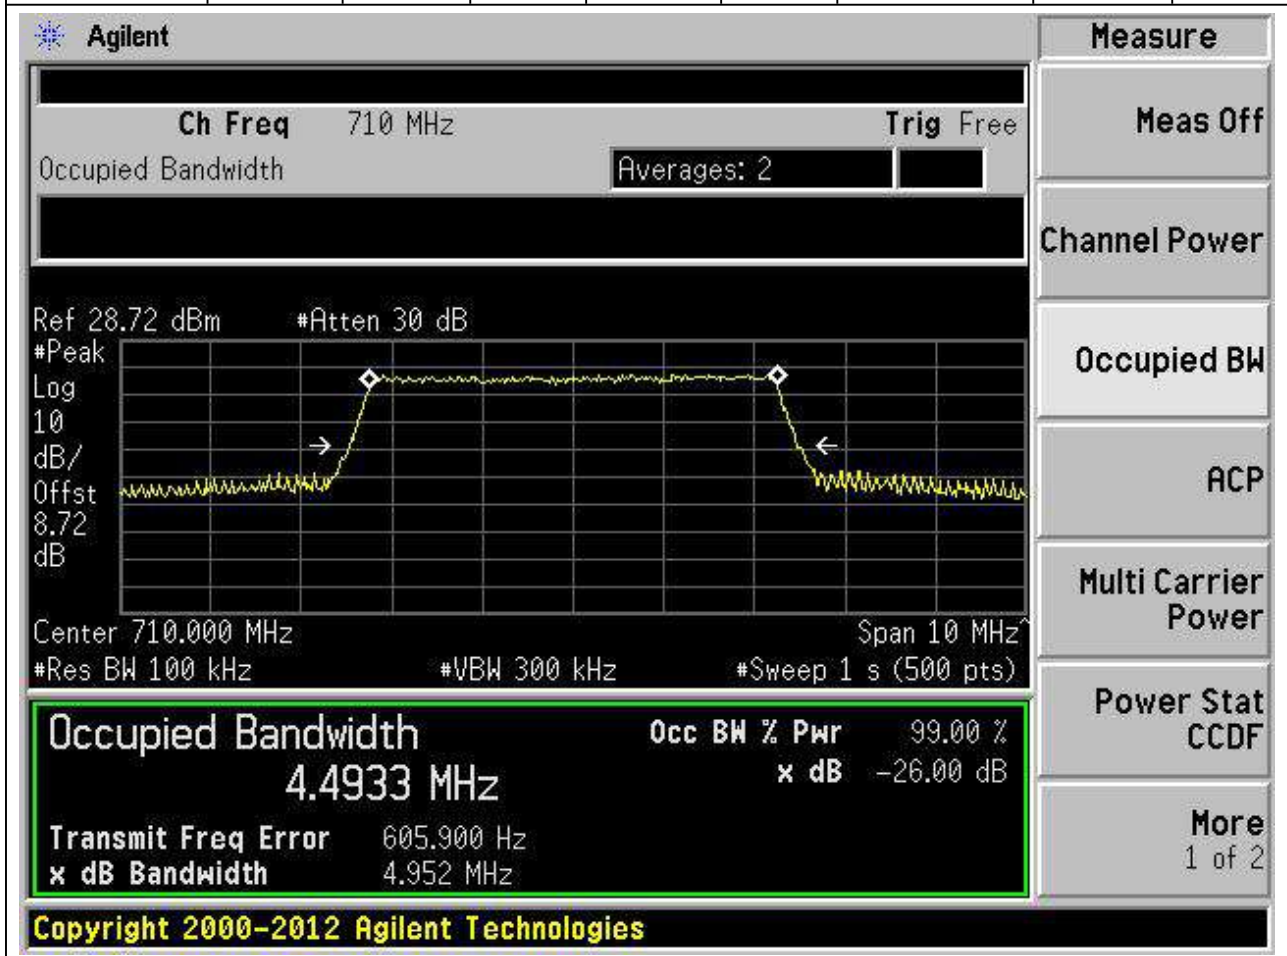 Agilent
Measure
Ch Freq 710 MHz Trig Free
Meas Off
Occupied Bandwidth Averages: 2
Channel Power
Ref 28.72 dBm #Atten 30 dB
#Peak
Log
10
dB/
Offst
8.72
dB
Occupied BW
ACP
Multi Carrier
Power
Center 710.000 MHz Span 10 MHz^
#Res BW 100 kHz #VBW 300 kHz #Sweep 1 s (500 pts)
Power Stat
CCDF
Occupied Bandwidth Occ BW % Pwr 99.00 %
4.4933 MHz x dB -26.00 dB
Transmit Freq Error 605.900 Hz
x dB Bandwidth 4.952 MHz
More
1 of 2
Copyright 2000-2012 Agilent Technologies